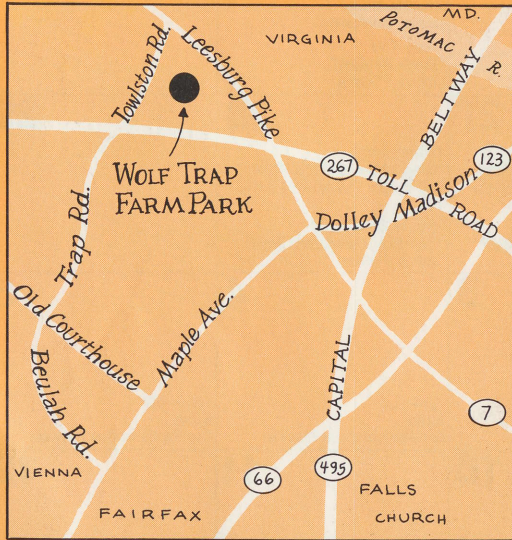 MD.
POTOMAC
R.
VIRGINIA
Towlston Rd.
Leesburg Pike
BELTWAY
123
267
TOLL
ROAD
WOLF TRAP
FARM PARK
Dolley Madison
Trap Rd.
Old Courthouse
Maple Ave.
Beulah Rd.
CAPITAL
7
VIENNA
66
495
FALLS
CHURCH
FAIRFAX